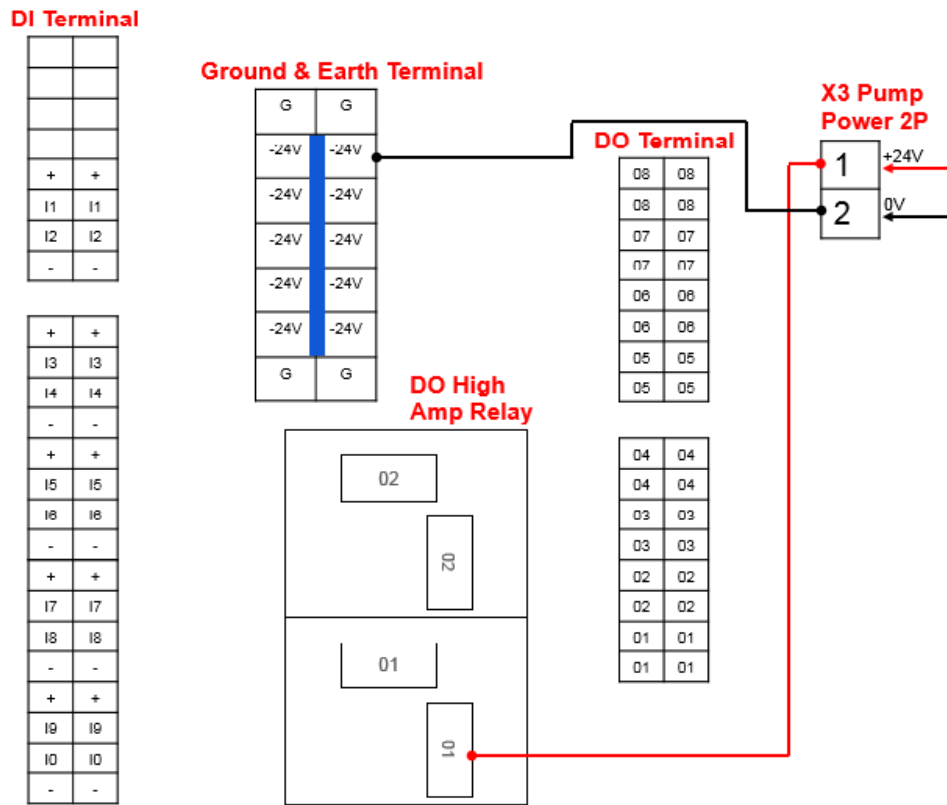 DI Terminal
+ +
I1 I1
I2 I2
- -
+ +
I3 I3
I4 I4
- -
+ +
I5 I5
I6 I6
- -
+ +
I7 I7
I8 I8
- -
+ +
I9 I9
I0 I0
- -
Ground & Earth Terminal
G G
-24V -24V
-24V -24V
-24V -24V
-24V -24V
-24V -24V
G G
DO High
Amp Relay
02
02
01
01
DO Terminal
08 08
08 08
07 07
07 07
06 06
06 06
05 05
05 05
04 04
04 04
03 03
03 03
02 02
02 02
01 01
01 01
X3 Pump
Power 2P
1 +24V
2 0V